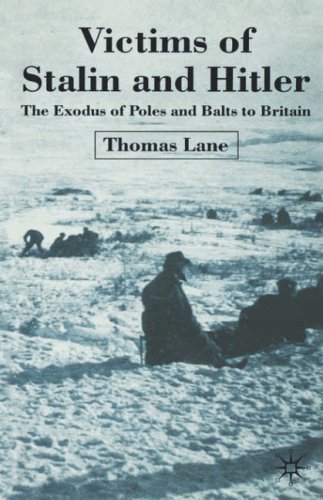 Victims of
Stalin and Hitler
The Exodus of Poles and Balts to Britain
Thomas Lane